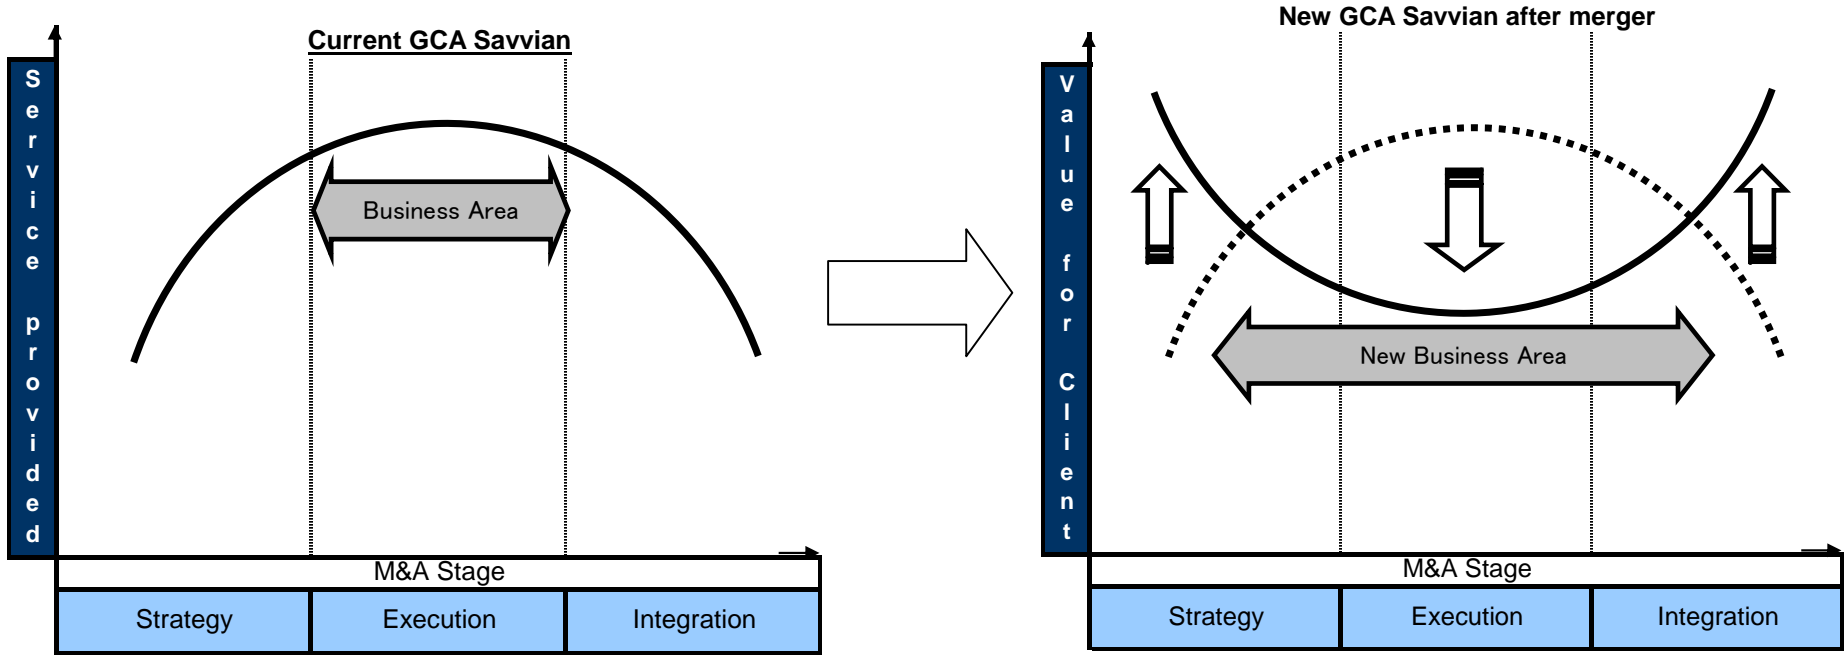 Current GCA Savvian
Service provided
Business Area
M&A Stage
Strategy
Execution
Integration
New GCA Savvian after merger
Value for Client
New Business Area
M&A Stage
Strategy
Execution
Integration